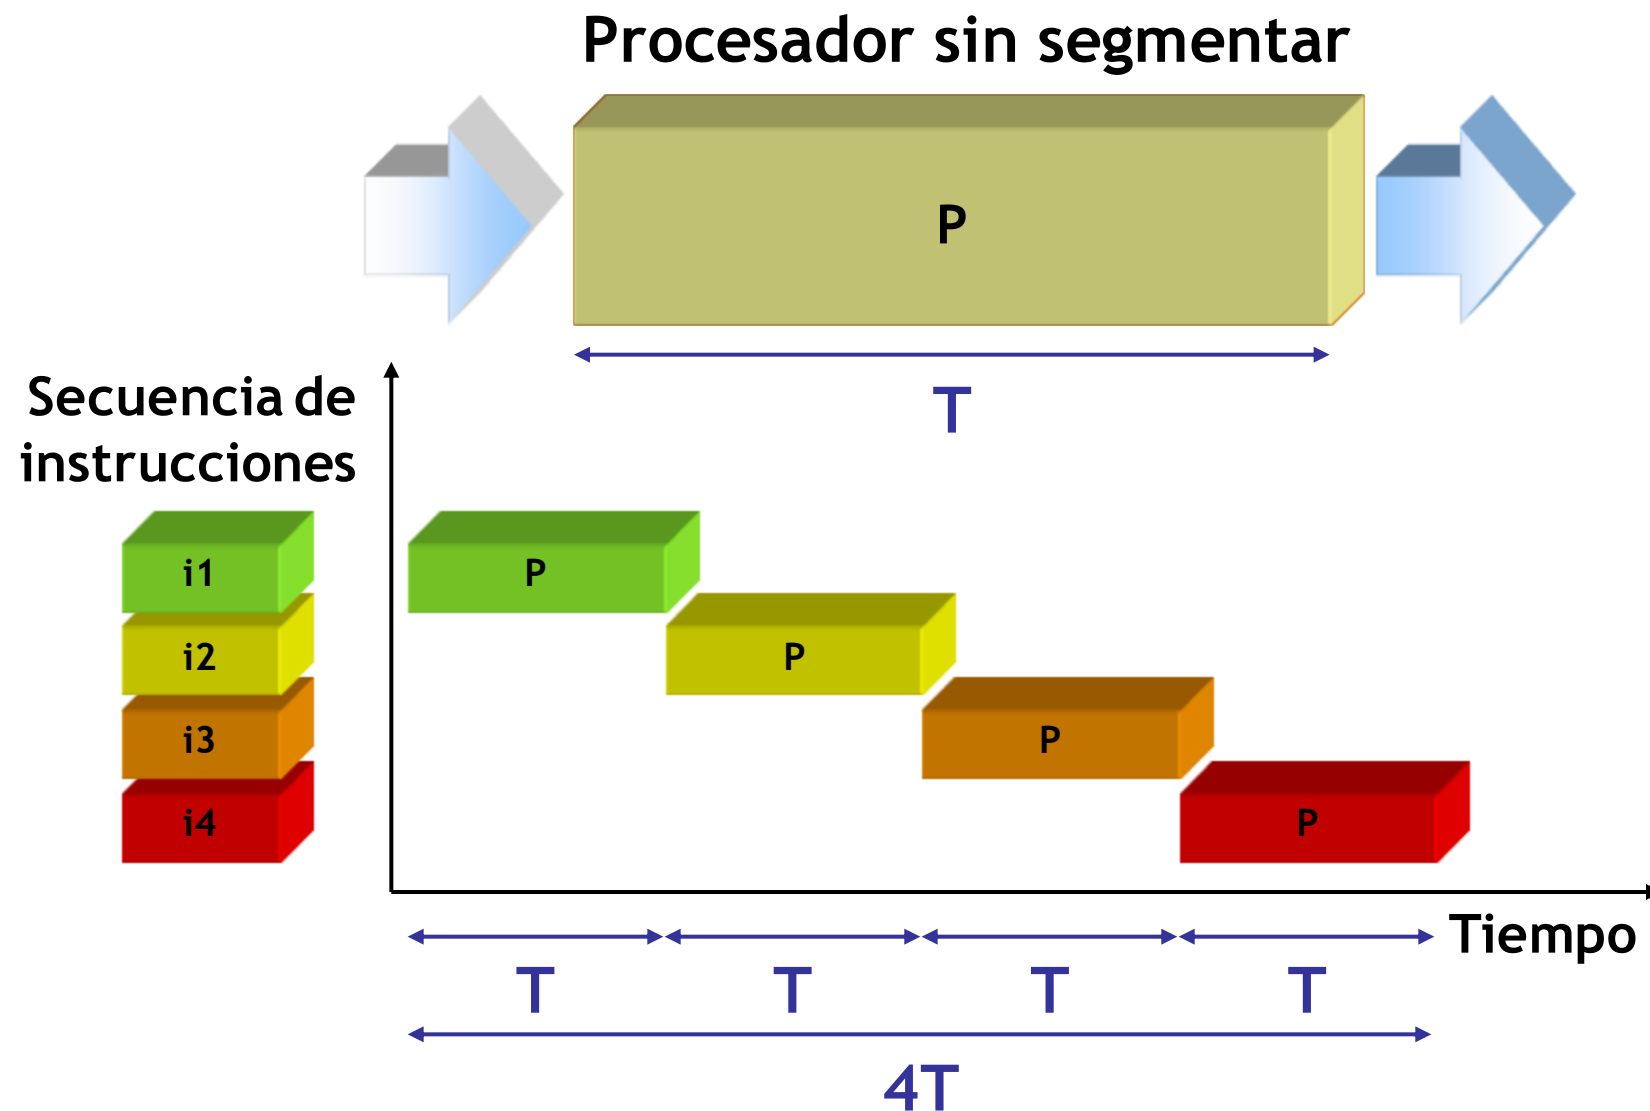 Procesador sin segmentar
P
T
Secuencia de
instrucciones
i1
P
i2
P
i3
P
i4
P
Tiempo
T
T
T
T
4T